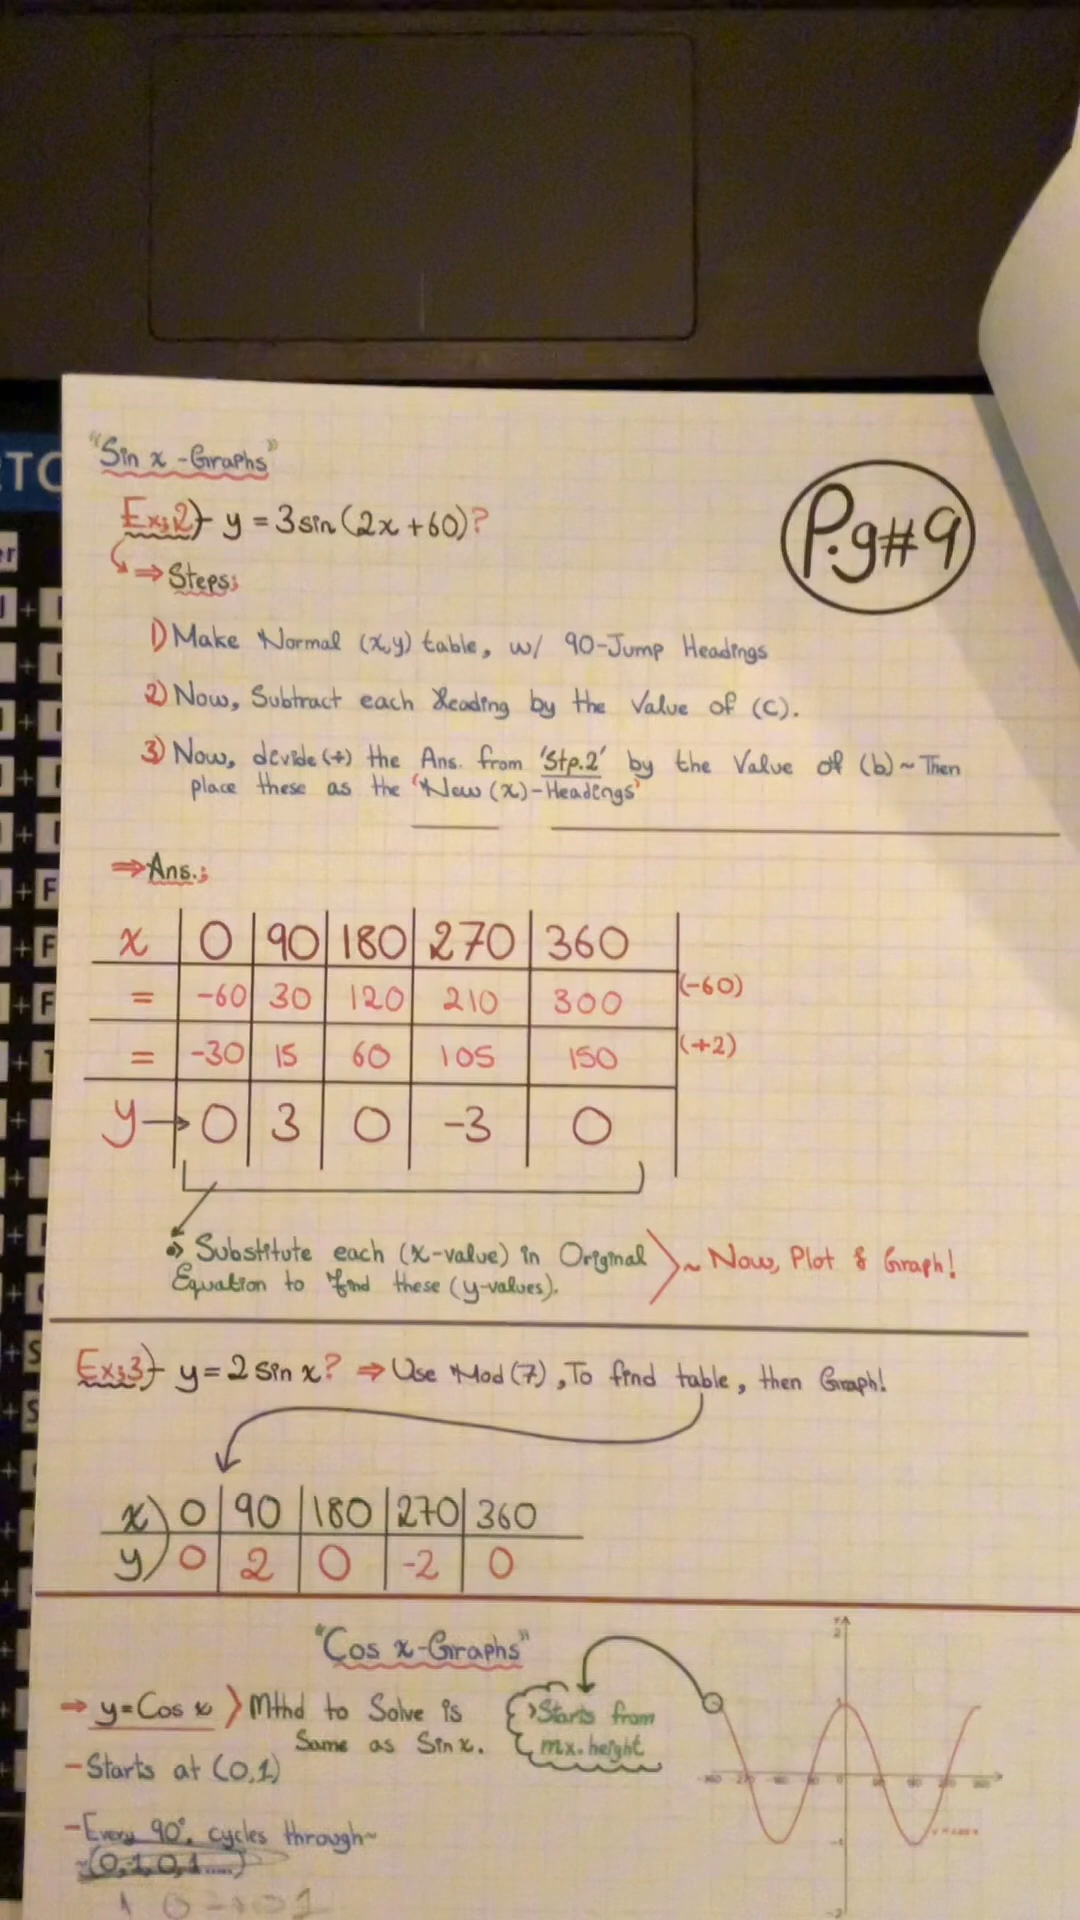 "Sin x -Graphs"
P.g#9
Ex;2)- y = 3sin(2x+60)?
⇒ Steps;
1) Make Normal (x,y) table, w/ 90-Jump Headings
2) Now, Subtract each Heading by the Value of (C).
3) Now, devide(÷) the Ans. from 'Stp.2' by the Value of (b) ~ Then
place these as the 'New (x)-Headings'
⇒ Ans.;
x | 0 | 90 | 180 | 270 | 360
= | -60 | 30 | 120 | 210 | 300 | (-60)
= | -30 | 15 | 60 | 105 | 150 | (÷2)
y → 0 | 3 | 0 | -3 | 0
Substitute each (x-value) in Original
Equation to find these (y-values).
~ Now, Plot & Graph!
Ex;3)- y = 2 sin x? ⇒ Use Mod (7), To find table, then Graph!
x) 0 | 90 | 180 | 270 | 360
y) 0 | 2 | 0 | -2 | 0
"Cos x-Graphs"
⇒ y=Cos x > Mthd to Solve is
Same as Sin x.
Starts from
mx. height
- Starts at (0,1)
- Every 90°, cycles through~
(0,-1,0,1.....)